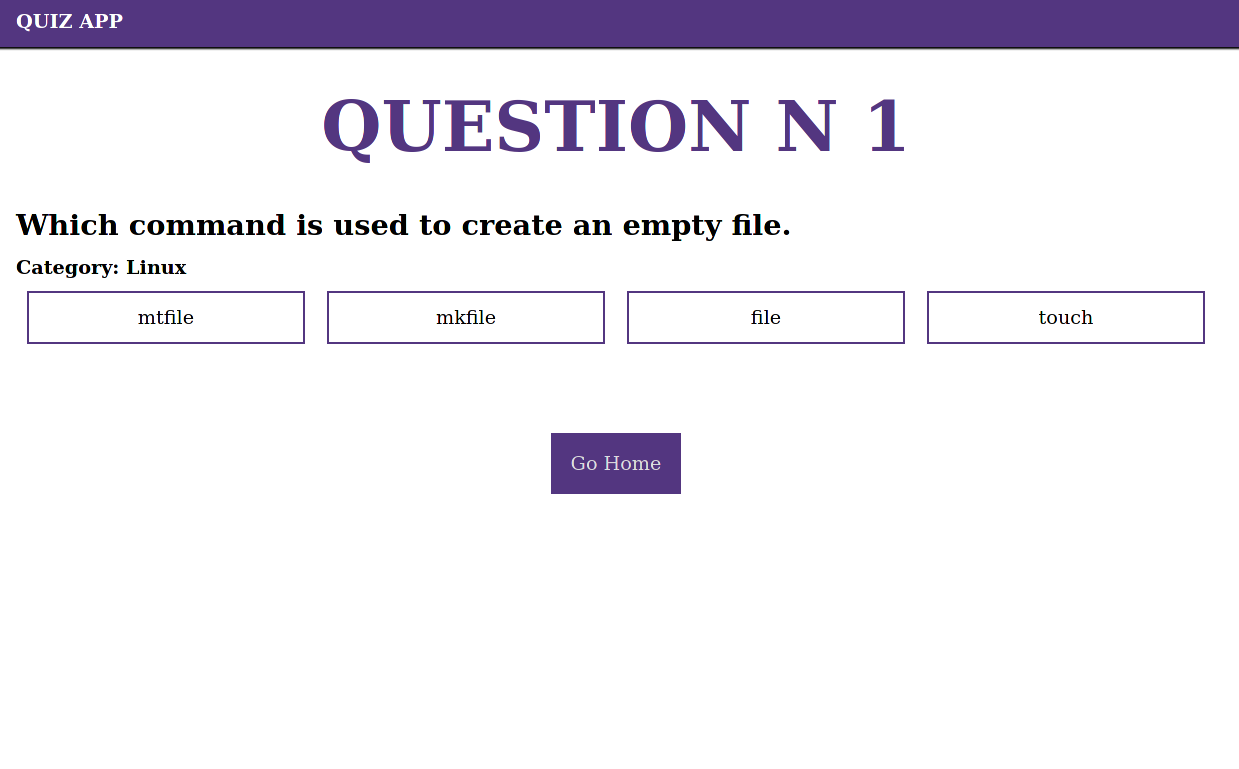 QUIZ APP
QUESTION N 1
Which command is used to create an empty file.
Category: Linux
mtfile mkfile file touch
Go Home